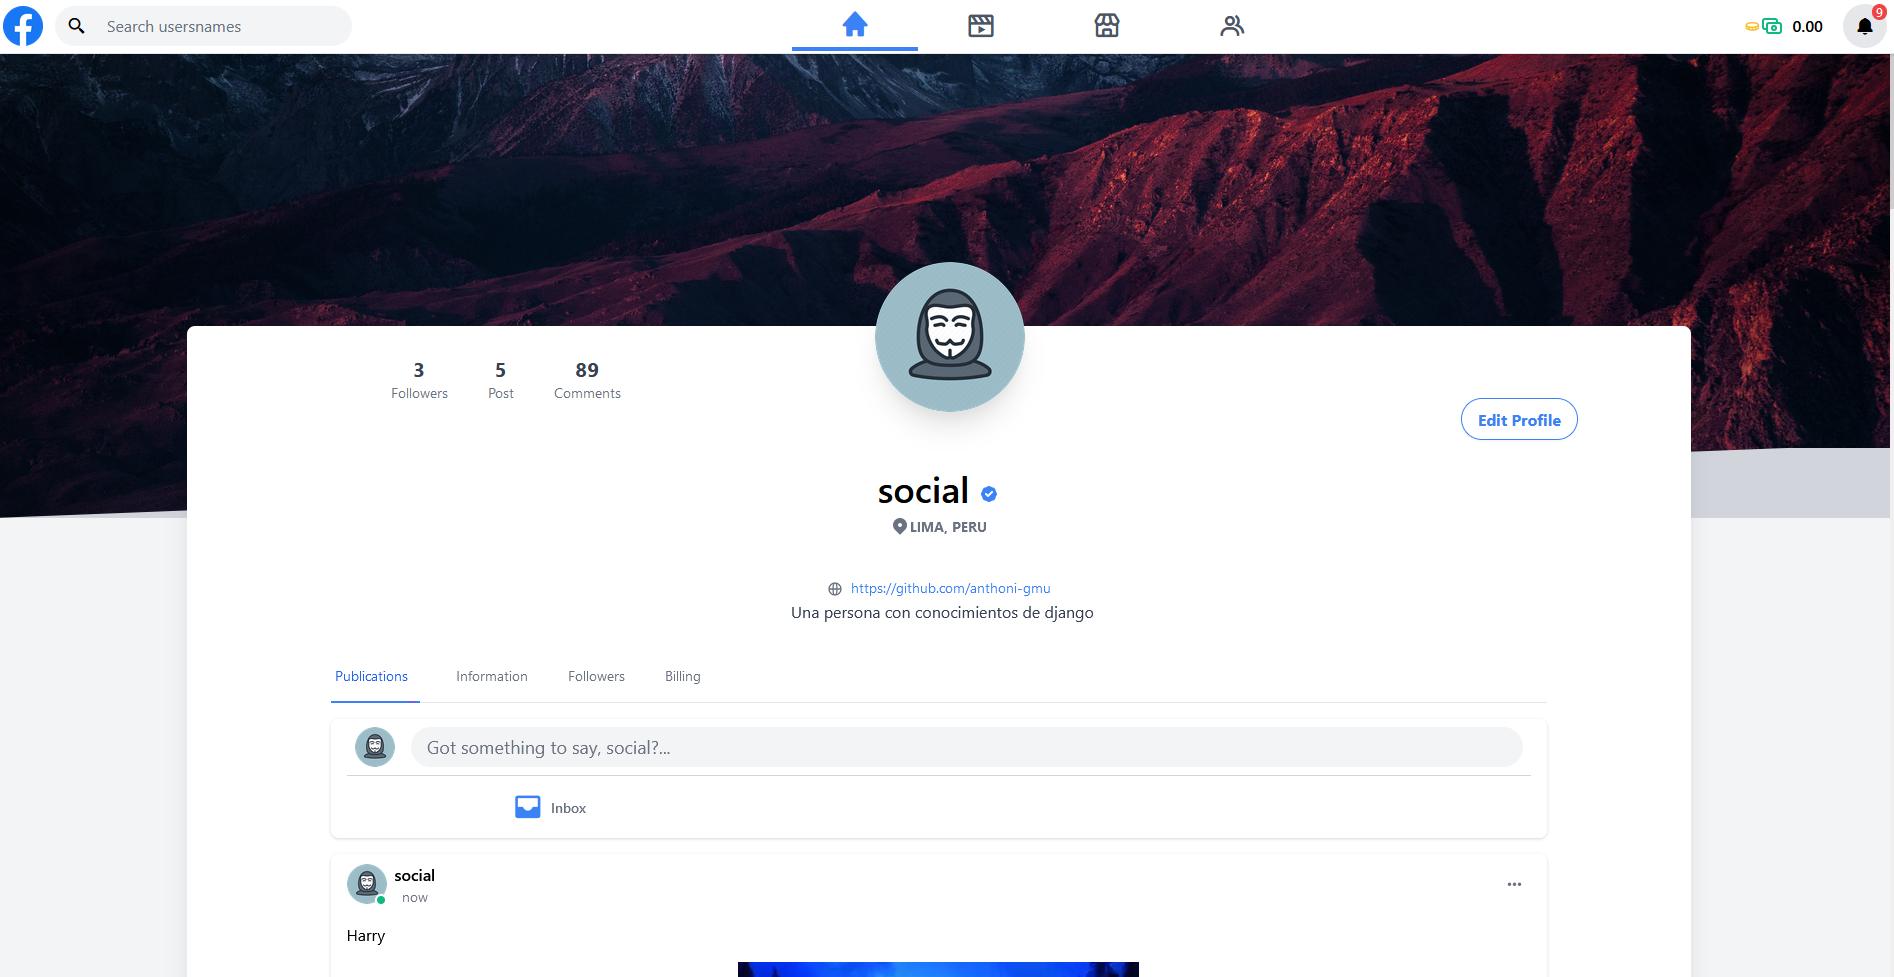 Search usersnames
0.00
9
3
Followers
5
Post
89
Comments
Edit Profile
social
LIMA, PERU
https://github.com/anthoni-gmu
Una persona con conocimientos de django
Publications
Information
Followers
Billing
Got something to say, social?...
Inbox
social
now
Harry